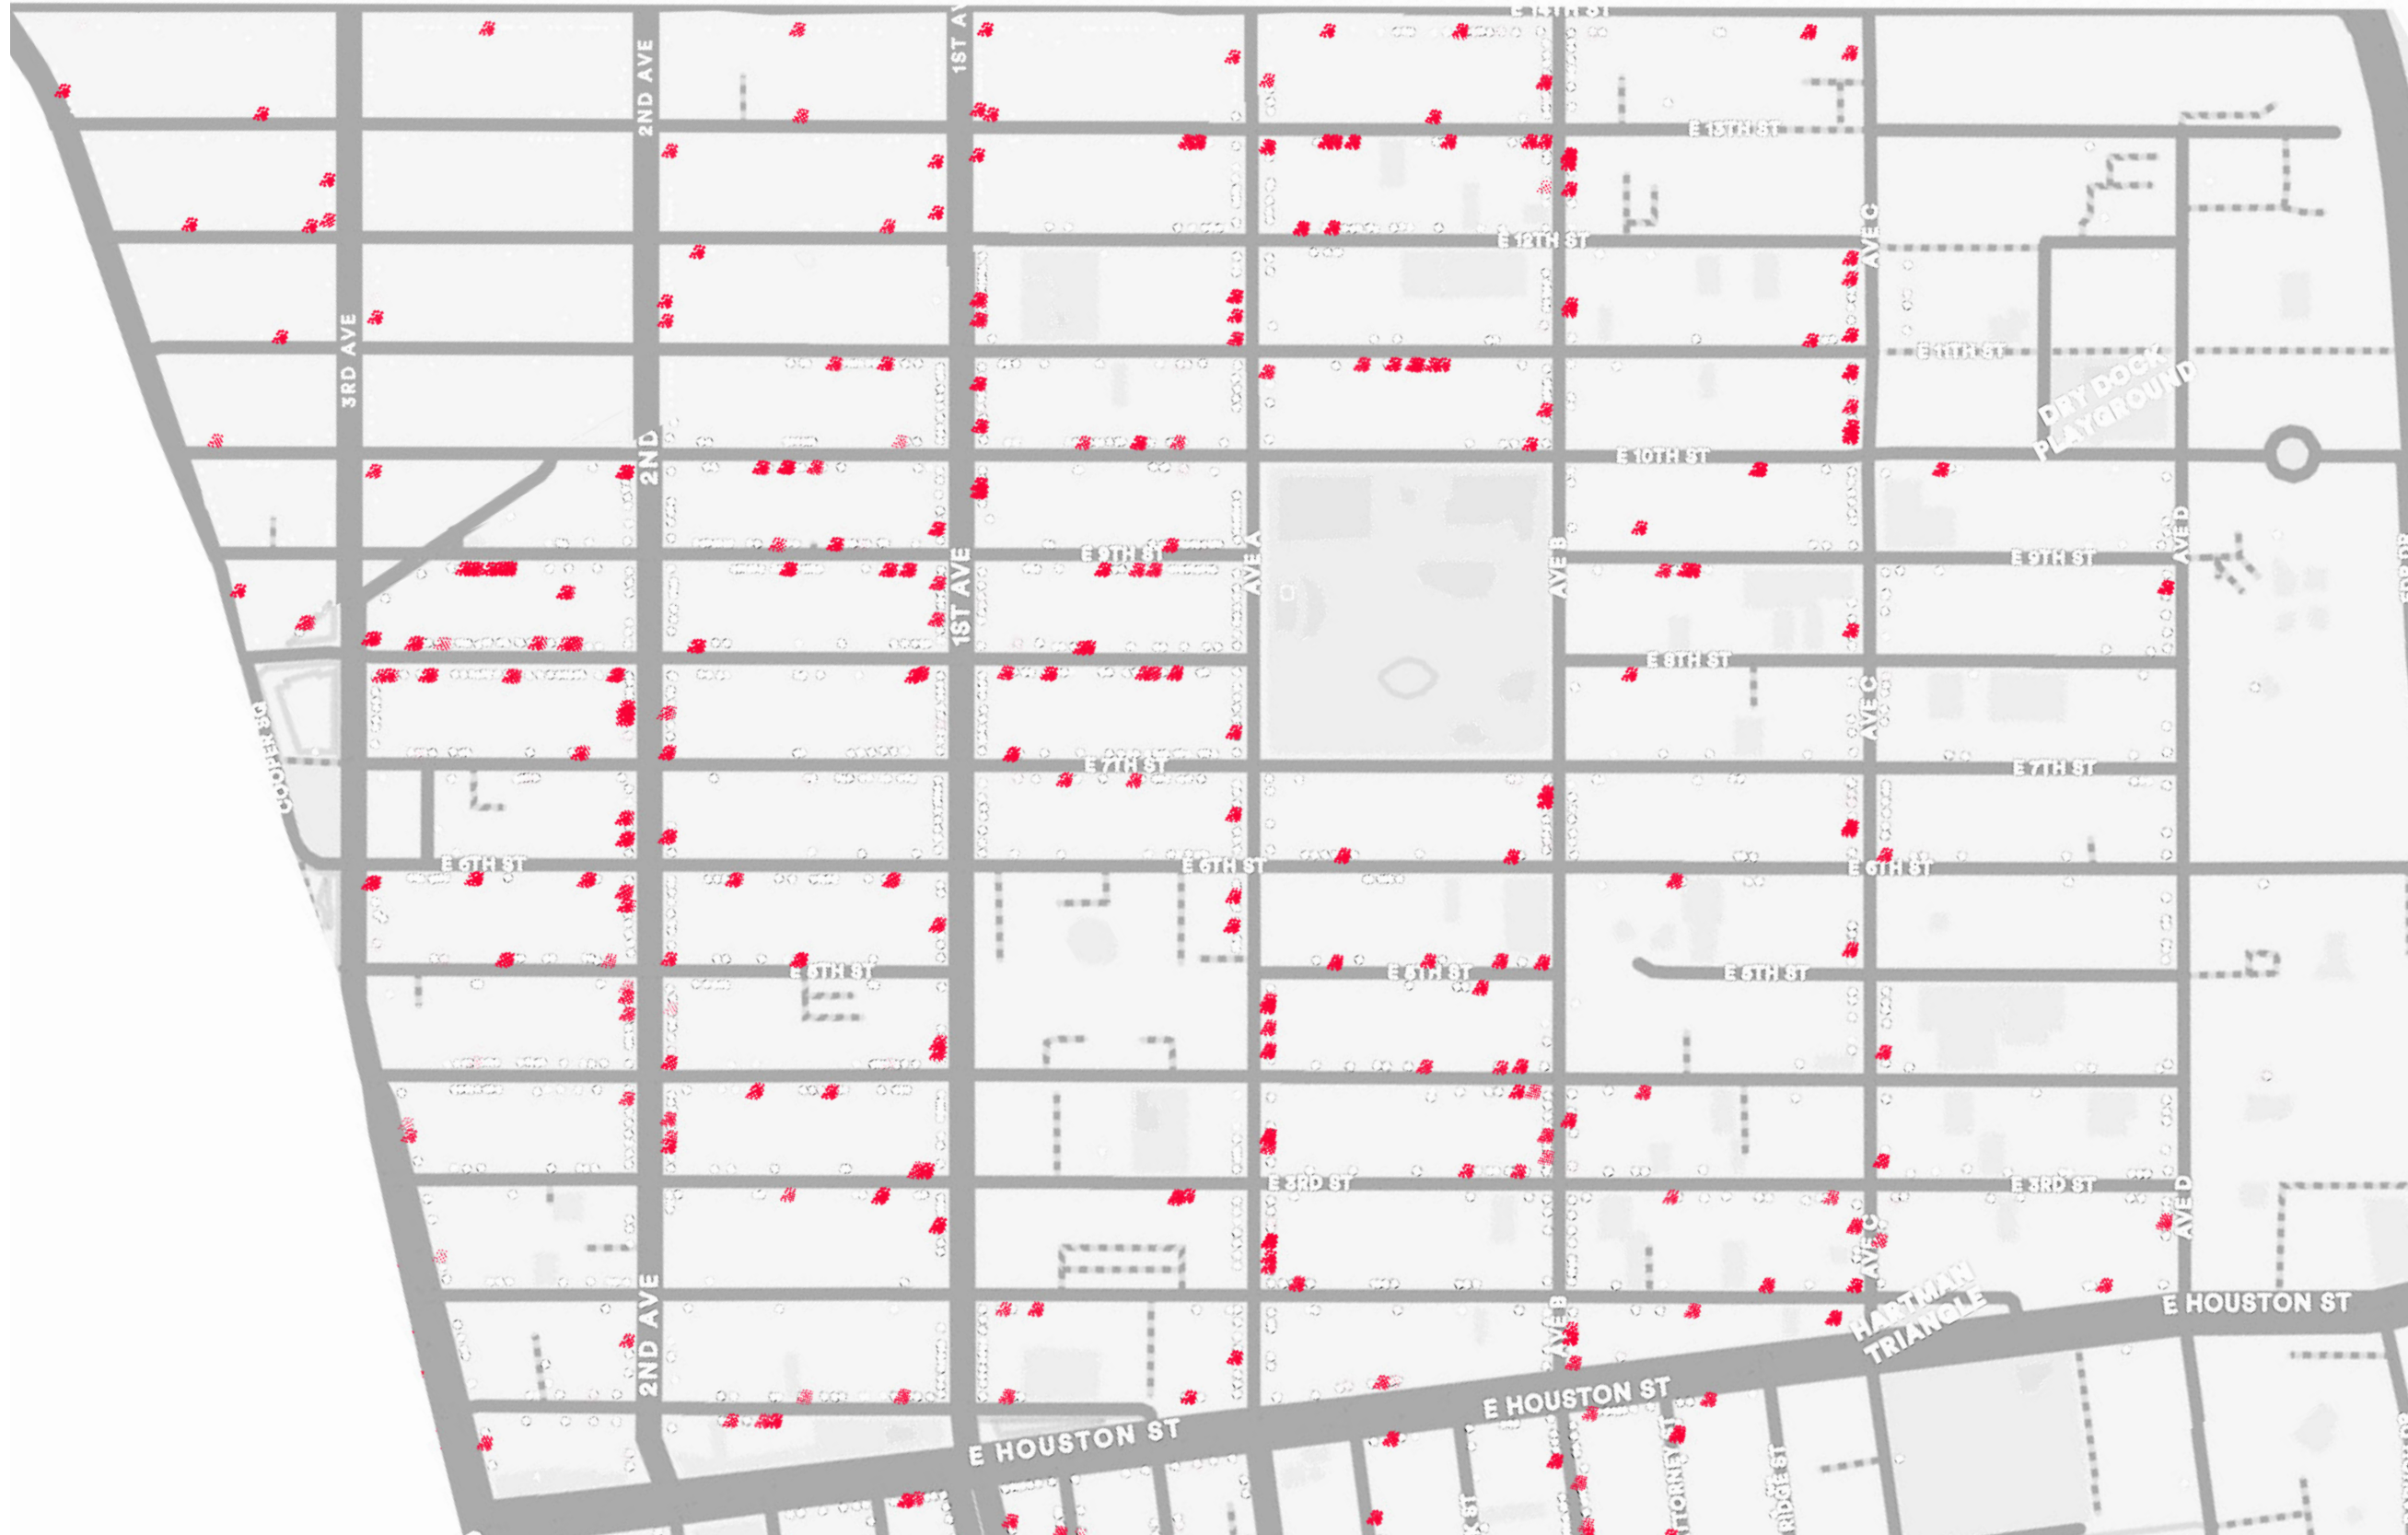 E 14TH ST
1ST AV
2ND AVE
E 13TH ST
AVE C
E 12TH ST
3RD AVE
E 11TH ST
DRY DOCK
PLAYGROUND
2ND
E 10TH ST
AVE D
1ST AVE
E 9TH ST
AVE A
AVE B
E 9TH ST
E 8TH ST
AVE C
COOPER SQ
E 7TH ST
E 7TH ST
E 6TH ST
E 6TH ST
E 6TH ST
E 5TH ST
E 5TH ST
E 5TH ST
E 3RD ST
E 3RD ST
AVE D
AVE C
2ND AVE
AVE B
HARTMAN
TRIANGLE
E HOUSTON ST
E HOUSTON ST
E HOUSTON ST
TTORNEY ST
RIDGE ST